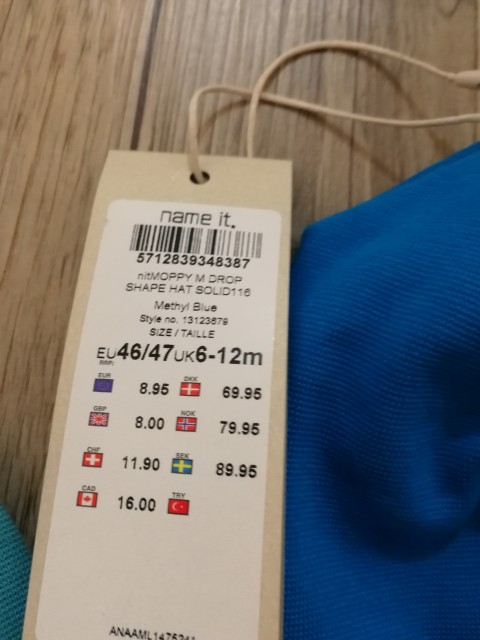 name it.
5712839348387
nitMOPPY M DROP
SHAPE HAT SOLID116
Methyl Blue
Style no. 13123679
SIZE / TAILLE
EU46/47UK6-12m
RRP:
EUR 8.95 DKK 69.95
GBP 8.00 NOK 79.95
CHF 11.90 SEK 89.95
CAD 16.00 TRY